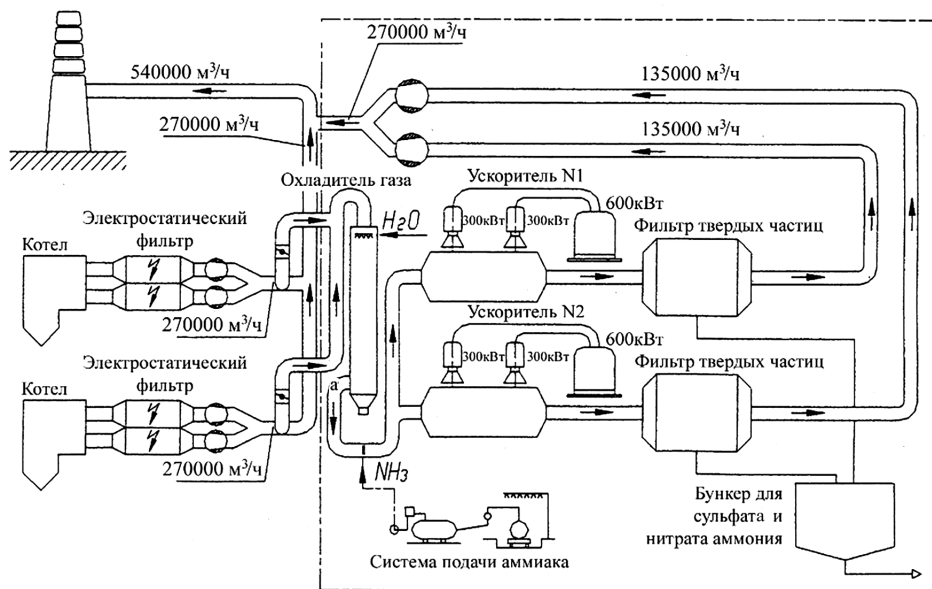 270000 м³/ч
540000 м³/ч
135000 м³/ч
270000 м³/ч
135000 м³/ч
Охладитель газа
Ускоритель N1
600кВт
H₂O
300кВт
300кВт
Электростатический
фильтр
Фильтр твердых частиц
Котел
270000 м³/ч
Ускоритель N2
600кВт
300кВт
300кВт
Электростатический
фильтр
Фильтр твердых частиц
Котел
а
270000 м³/ч
NH₃
Бункер для
сульфата и
нитрата аммония
Система подачи аммиака